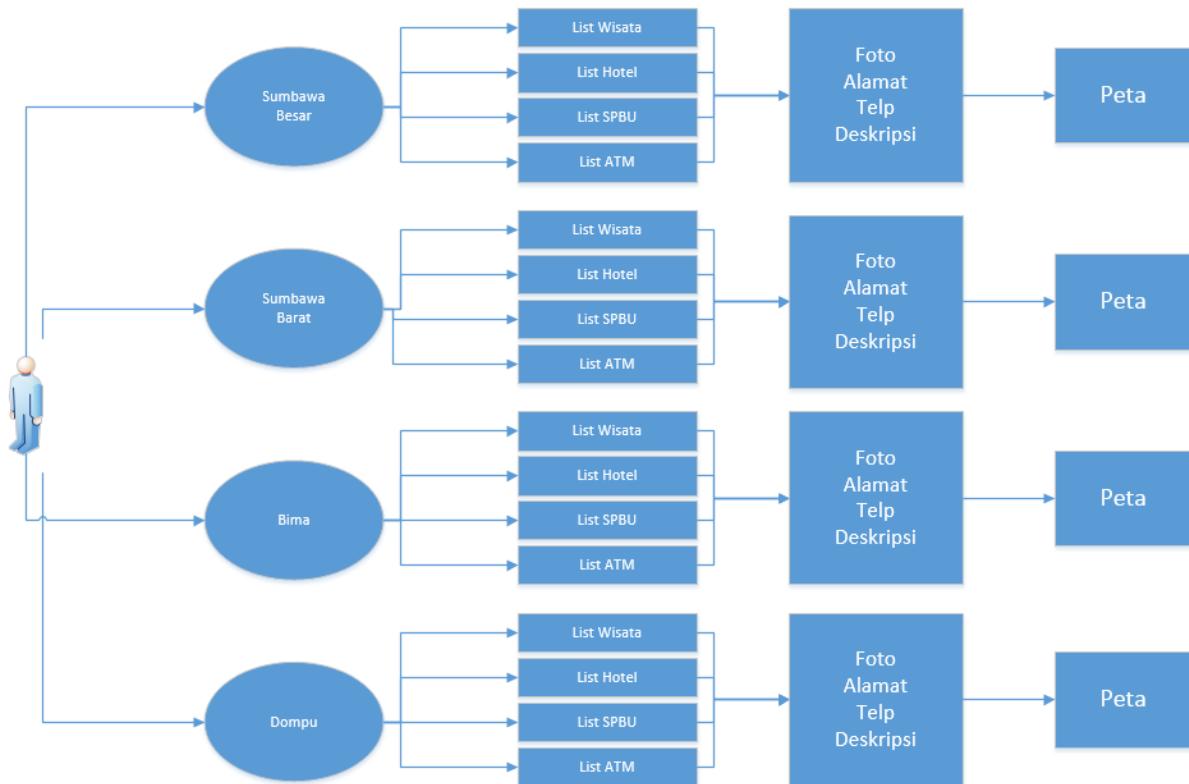 Sumbawa
Besar
List Wisata
List Hotel
List SPBU
List ATM
Foto
Alamat
Telp
Deskripsi
Peta
Sumbawa
Barat
List Wisata
List Hotel
List SPBU
List ATM
Foto
Alamat
Telp
Deskripsi
Peta
Bima
List Wisata
List Hotel
List SPBU
List ATM
Foto
Alamat
Telp
Deskripsi
Peta
Dompu
List Wisata
List Hotel
List SPBU
List ATM
Foto
Alamat
Telp
Deskripsi
Peta